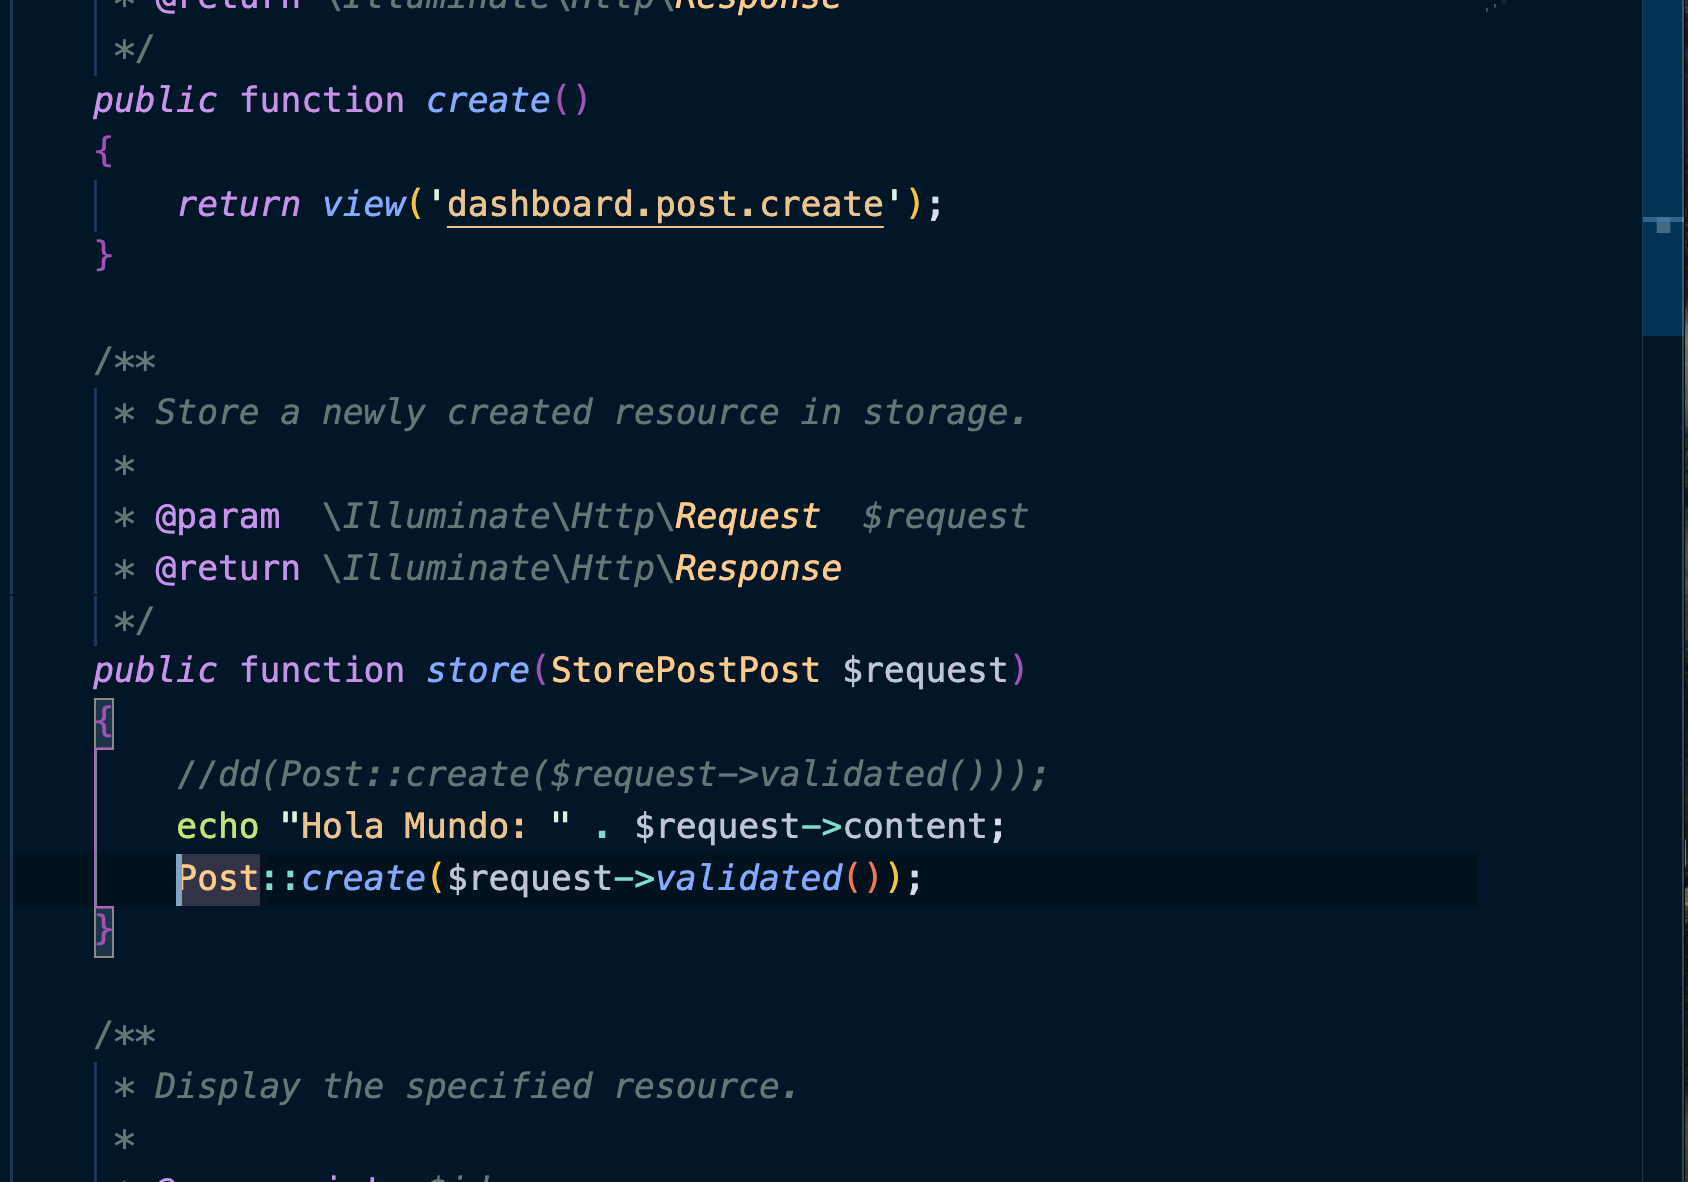 * @return \Illuminate\Http\Response
*/
public function create()
{
return view('dashboard.post.create');
}
/**
* Store a newly created resource in storage.
*
* @param  \Illuminate\Http\Request  $request
* @return \Illuminate\Http\Response
*/
public function store(StorePostPost $request)
{
//dd(Post::create($request->validated()));
echo "Hola Mundo: " . $request->content;
Post::create($request->validated());
}
/**
* Display the specified resource.
*